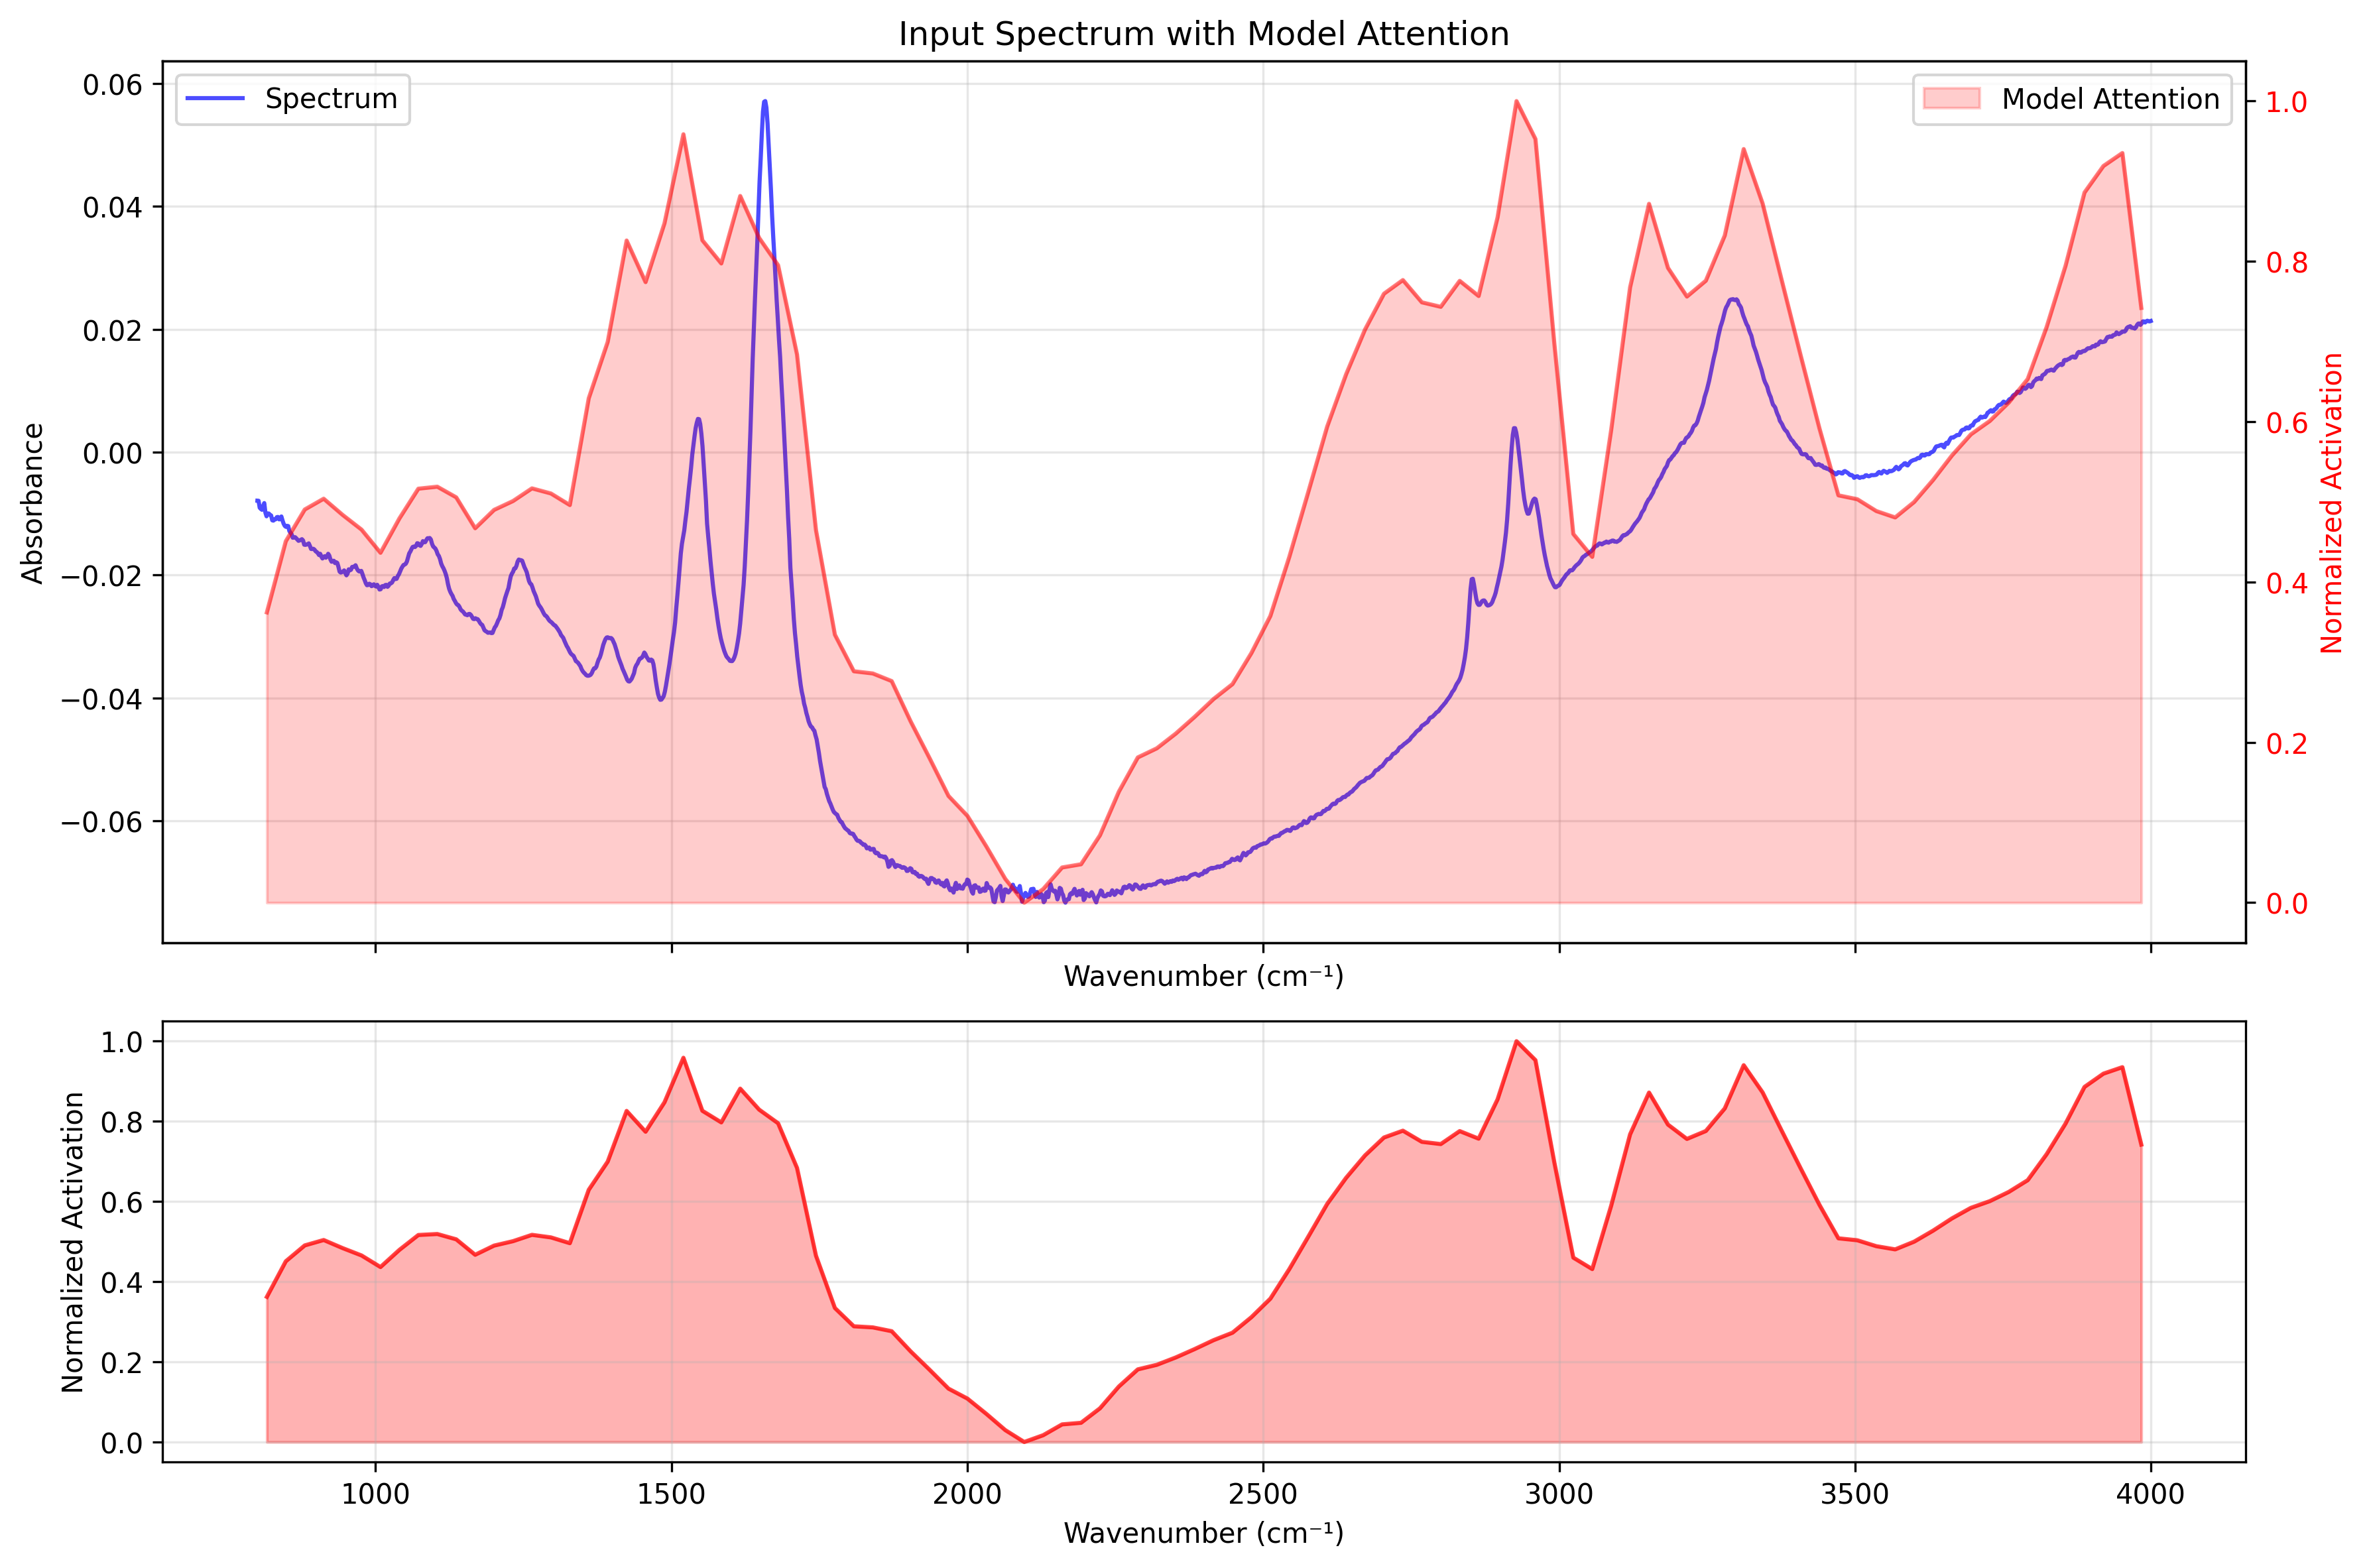 Input Spectrum with Model Attention
Spectrum
Model Attention
Absorbance
0.06
0.04
0.02
0.00
−0.02
−0.04
−0.06
1.0
0.8
0.6
0.4
0.2
0.0
Normalized Activation
Wavenumber (cm⁻¹)
Normalized Activation
1.0
0.8
0.6
0.4
0.2
0.0
1000 1500 2000 2500 3000 3500 4000
Wavenumber (cm⁻¹)